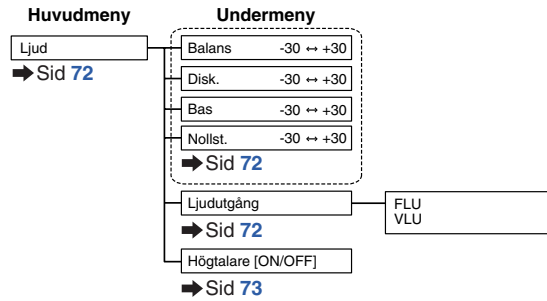 Huvudmeny Undermeny
Ljud
➡ Sid 72
Balans -30 ↔ +30
Disk. -30 ↔ +30
Bas -30 ↔ +30
Nollst. -30 ↔ +30
➡ Sid 72
Ljudutgång
➡ Sid 72
FLU
VLU
Högtalare [ON/OFF]
➡ Sid 73